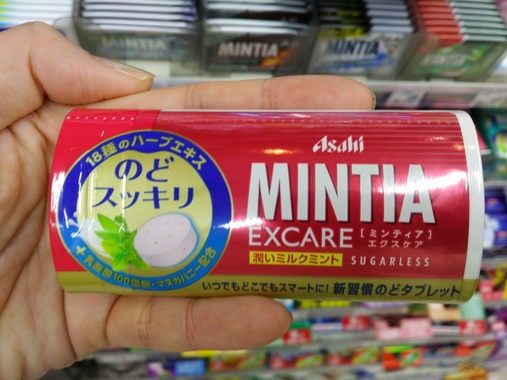 MINTIA
MINTIA
MINTIA
18種のハーブエキス
のど
スッキリ
+乳酸菌100億個・マヌカハニー配合
Asahi
MINTIA
EXCARE
[ミンティア]
エクスケア
潤いミルクミント
SUGARLESS
いつでもどこでもスマートに! 新習慣のどタブレット